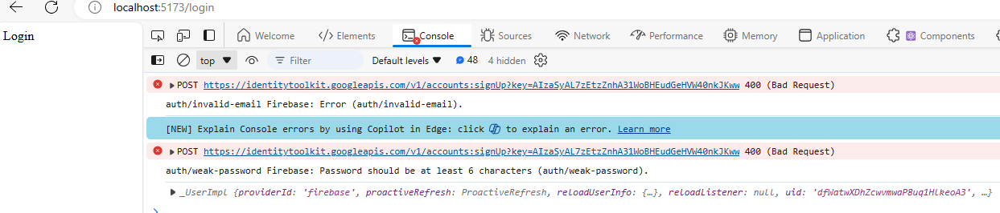 localhost:5173/login
Login
Welcome Elements Console Sources Network Performance Memory Application Components
top Filter Default levels 48 4 hidden
POST https://identitytoolkit.googleapis.com/v1/accounts:signUp?key=AIzaSyAL7zEtzZnhA31WoBHEudGeHVW40nkJKww 400 (Bad Request)
auth/invalid-email Firebase: Error (auth/invalid-email).
[NEW] Explain Console errors by using Copilot in Edge: click to explain an error. Learn more
POST https://identitytoolkit.googleapis.com/v1/accounts:signUp?key=AIzaSyAL7zEtzZnhA31WoBHEudGeHVW40nkJKww 400 (Bad Request)
auth/weak-password Firebase: Password should be at least 6 characters (auth/weak-password).
_UserImpl {providerId: 'firebase', proactiveRefresh: ProactiveRefresh, reloadUserInfo: {…}, reloadListener: null, uid: 'dfWatwXDhZcwvmwaP8uq1HLkeoA3', …}